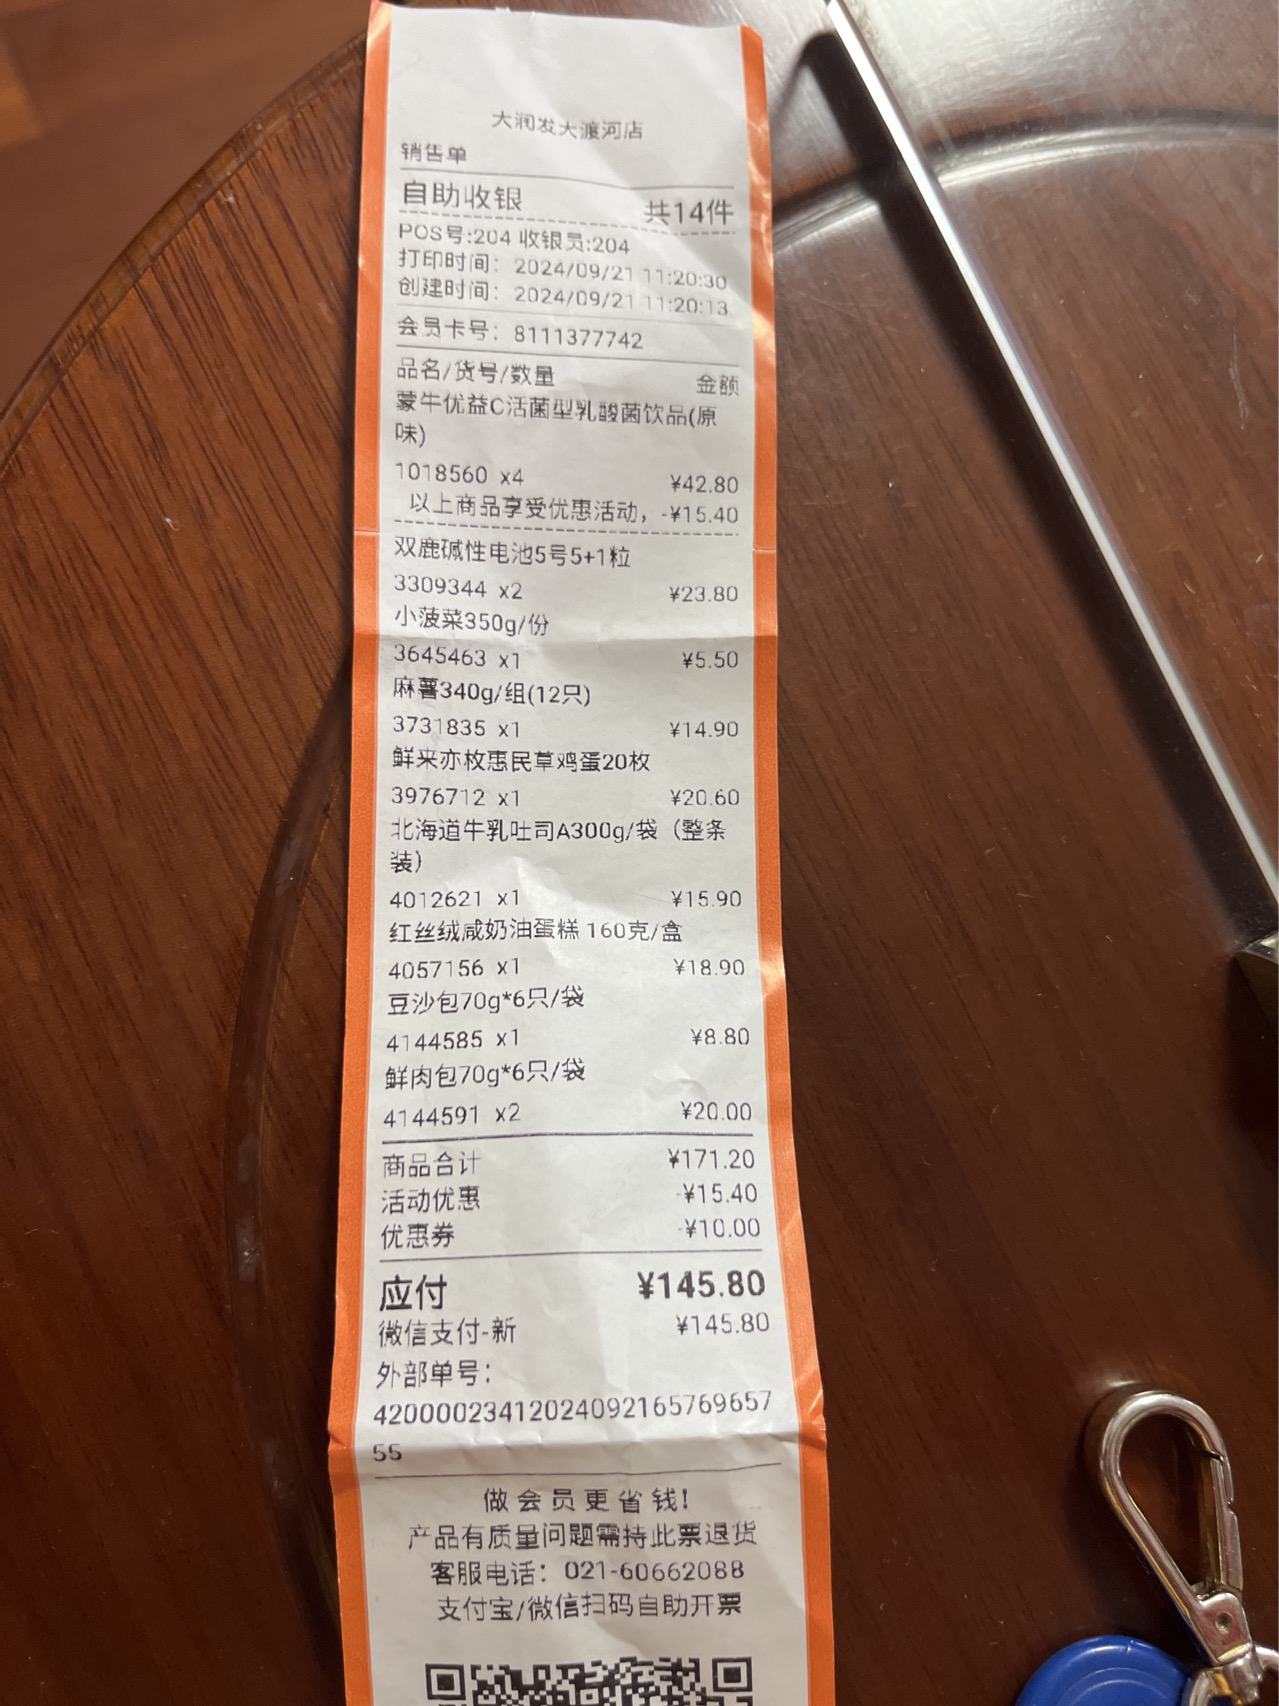 大润发大渡河店
销售单
自助收银 共14件
POS号:204 收银员:204
打印时间: 2024/09/21 11:20:30
创建时间: 2024/09/21 11:20:13
会员卡号: 8111377742
品名/货号/数量 金额
蒙牛优益C活菌型乳酸菌饮品(原
味)
1018560 x4 ¥42.80
以上商品享受优惠活动, -¥15.40
双鹿碱性电池5号5+1粒
3309344 x2 ¥23.80
小菠菜350g/份
3645463 x1 ¥5.50
麻薯340g/组(12只)
3731835 x1 ¥14.90
鲜来亦枚惠民草鸡蛋20枚
3976712 x1 ¥20.60
北海道牛乳吐司A300g/袋（整条
装）
4012621 x1 ¥15.90
红丝绒咸奶油蛋糕 160克/盒
4057156 x1 ¥18.90
豆沙包70g*6只/袋
4144585 x1 ¥8.80
鲜肉包70g*6只/袋
4144591 x2 ¥20.00
商品合计 ¥171.20
活动优惠 -¥15.40
优惠券 -¥10.00
应付 ¥145.80
微信支付-新 ¥145.80
外部单号:
42000023412024092165769657
55
做会员更省钱!
产品有质量问题需持此票退货
客服电话: 021-60662088
支付宝/微信扫码自助开票